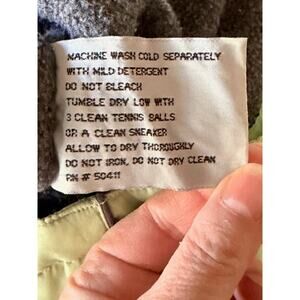 MACHINE WASH COLD SEPARATELY
WITH MILD DETERGENT
DO NOT BLEACH
TUMBLE DRY LOW WITH
3 CLEAN TENNIS BALLS
OR A CLEAN SNEAKER
ALLOW TO DRY THOROUGHLY
DO NOT IRON, DO NOT DRY CLEAN
RN # 50411